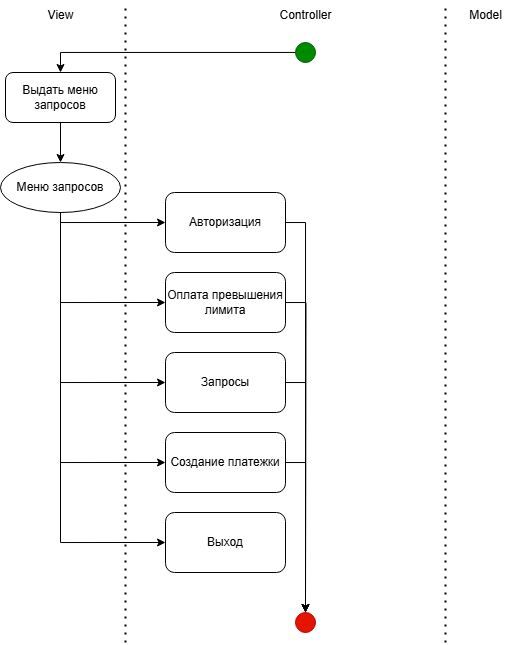 View
Controller
Model
Выдать меню
запросов
Меню запросов
Авторизация
Оплата превышения
лимита
Запросы
Создание платежки
Выход